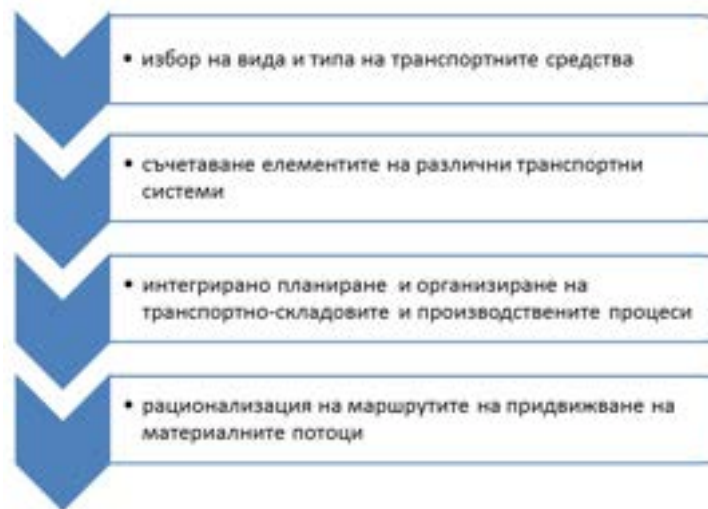 • избор на вида и типа на транспортните средства
• съчетаване елементите на различни транспортни
системи
• интегрирано планиране и организиране на
транспортно-складовите и производствените процеси
• рационализация на маршрутите на придвижване на
материалните потоци